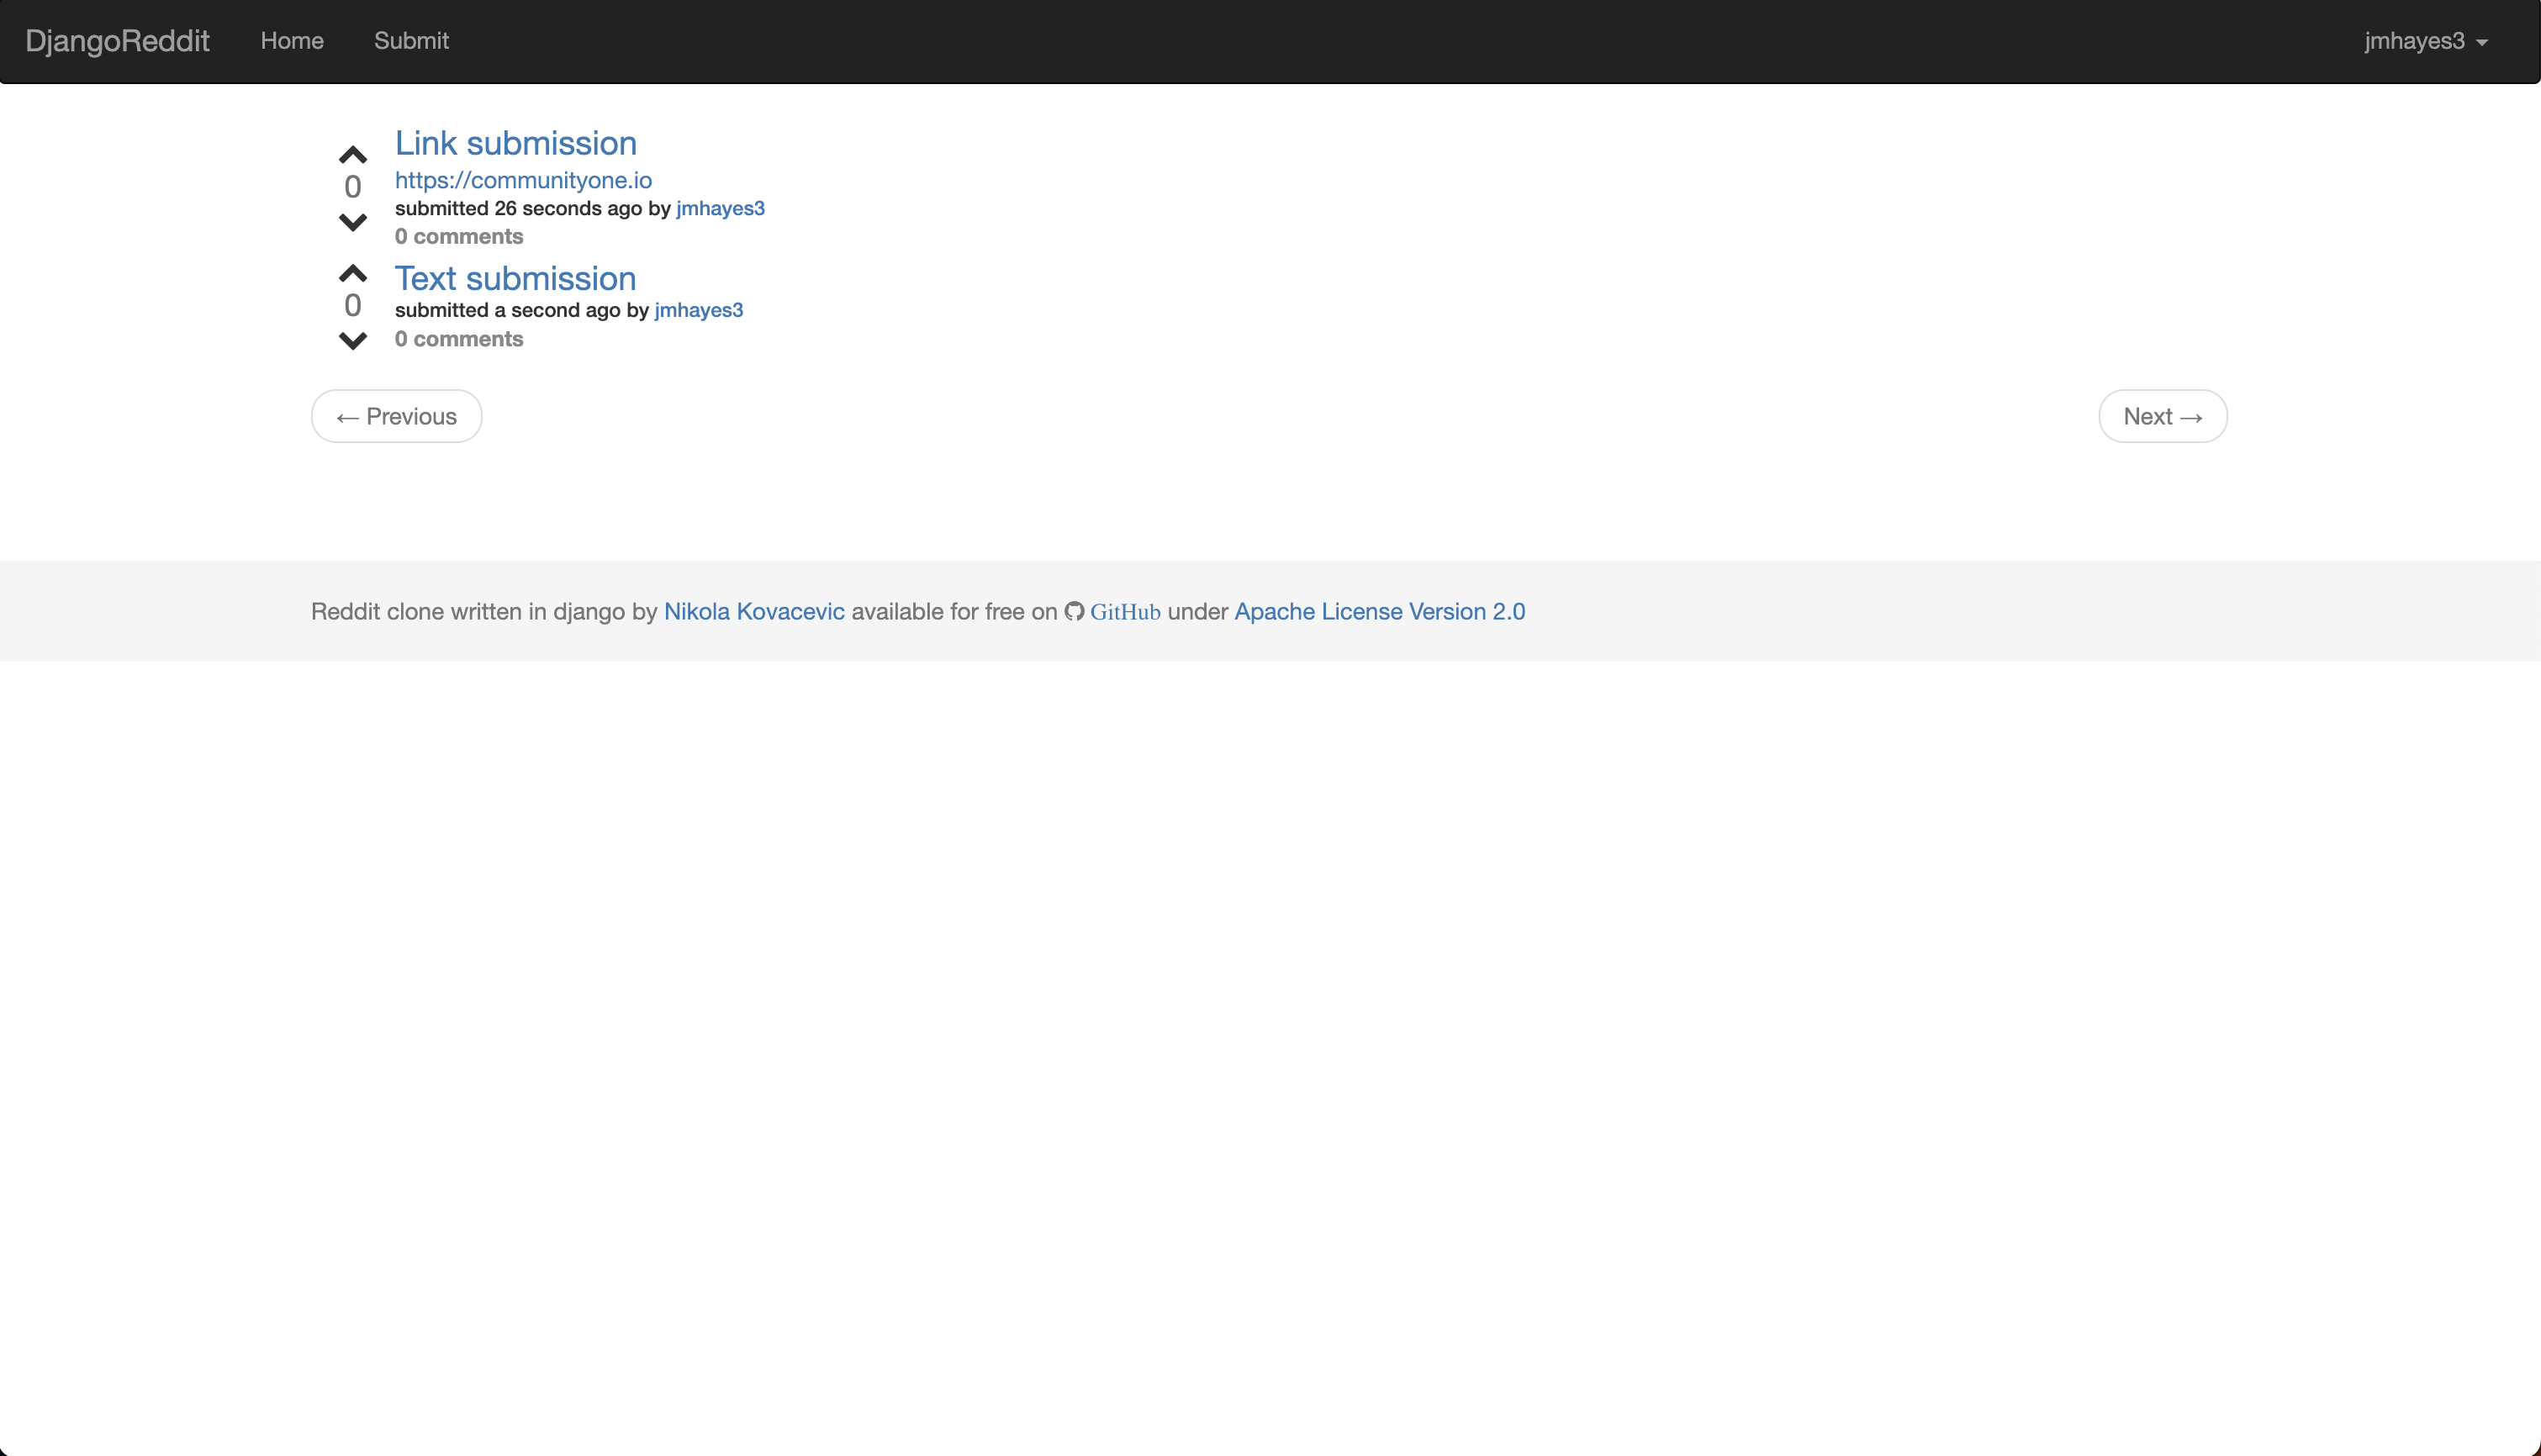 DjangoReddit Home Submit jmhayes3
Link submission
0
https://communityone.io
submitted 26 seconds ago by jmhayes3
0 comments
Text submission
0
submitted a second ago by jmhayes3
0 comments
← Previous Next →
Reddit clone written in django by Nikola Kovacevic available for free on GitHub under Apache License Version 2.0